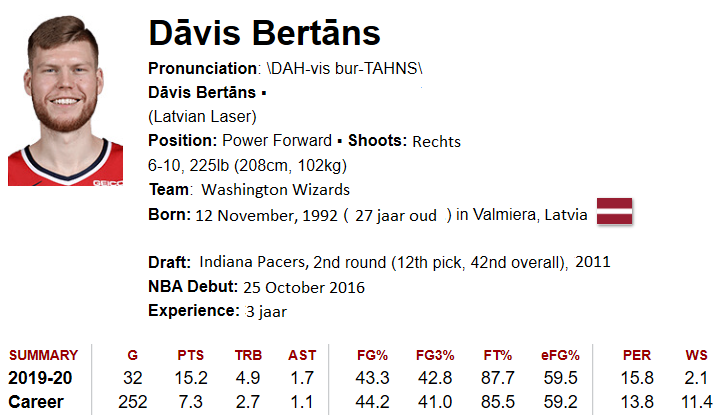 Dāvis Bertāns
Pronunciation: \DAH-vis bur-TAHNS\
Dāvis Bertāns ▪
(Latvian Laser)
Position: Power Forward ▪ Shoots: Rechts
6-10, 225lb (208cm, 102kg)
Team: Washington Wizards
Born: 12 November, 1992 ( 27 jaar oud ) in Valmiera, Latvia
Draft: Indiana Pacers, 2nd round (12th pick, 42nd overall), 2011
NBA Debut: 25 October 2016
Experience: 3 jaar
GEICO
SUMMARY G PTS TRB AST FG% FG3% FT% eFG% PER WS
2019-20 32 15.2 4.9 1.7 43.3 42.8 87.7 59.5 15.8 2.1
Career 252 7.3 2.7 1.1 44.2 41.0 85.5 59.2 13.8 11.4